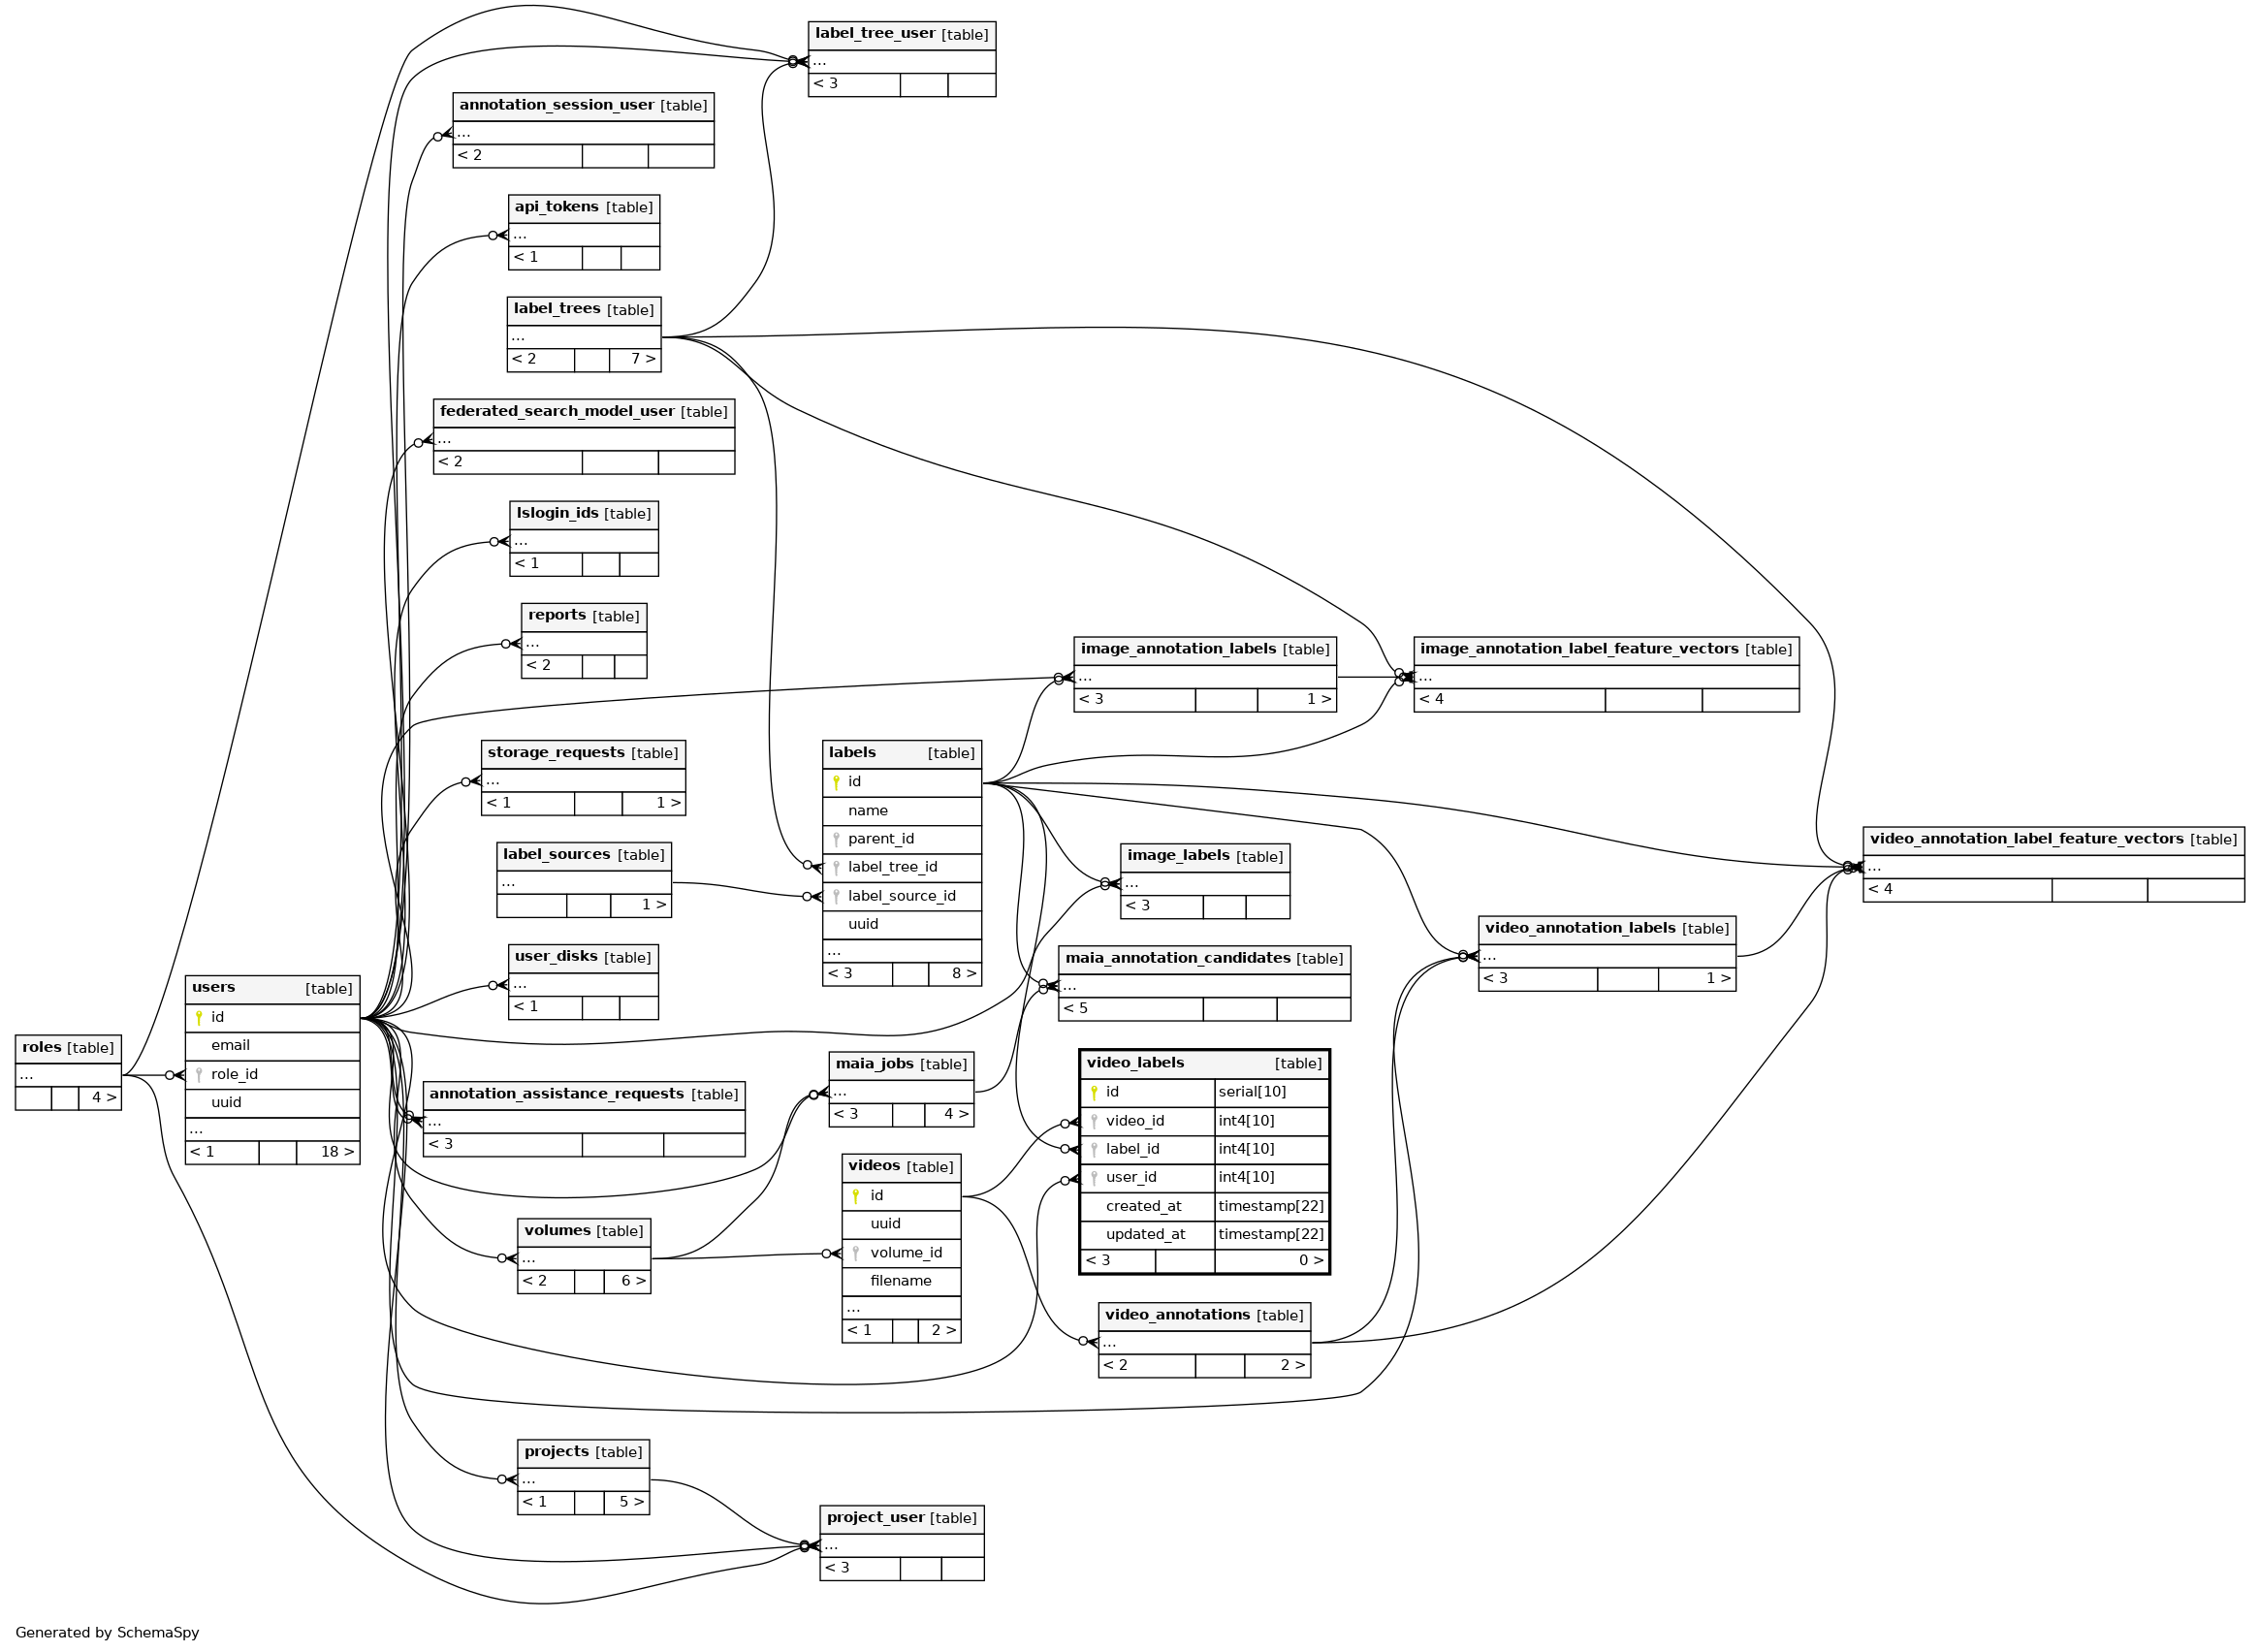 label_tree_user [table]
...
< 3
annotation_session_user [table]
...
< 2
api_tokens [table]
...
< 1
label_trees [table]
...
< 2 7 >
federated_search_model_user [table]
...
< 2
lslogin_ids [table]
...
< 1
reports [table]
...
< 2
image_annotation_labels [table]
...
< 3 1 >
image_annotation_label_feature_vectors [table]
...
< 4
storage_requests [table]
...
< 1 1 >
labels [table]
id
name
parent_id
label_tree_id
label_source_id
uuid
...
< 3 8 >
label_sources [table]
...
1 >
image_labels [table]
...
< 3
video_annotation_label_feature_vectors [table]
...
< 4
video_annotation_labels [table]
...
< 3 1 >
user_disks [table]
...
< 1
maia_annotation_candidates [table]
...
< 5
users [table]
id
email
role_id
uuid
...
< 1 18 >
roles [table]
...
4 >
annotation_assistance_requests [table]
...
< 3
maia_jobs [table]
...
< 3 4 >
video_labels [table]
id serial[10]
video_id int4[10]
label_id int4[10]
user_id int4[10]
created_at timestamp[22]
updated_at timestamp[22]
< 3 0 >
videos [table]
id
uuid
volume_id
filename
...
< 1 2 >
volumes [table]
...
< 2 6 >
video_annotations [table]
...
< 2 2 >
projects [table]
...
< 1 5 >
project_user [table]
...
< 3
Generated by SchemaSpy